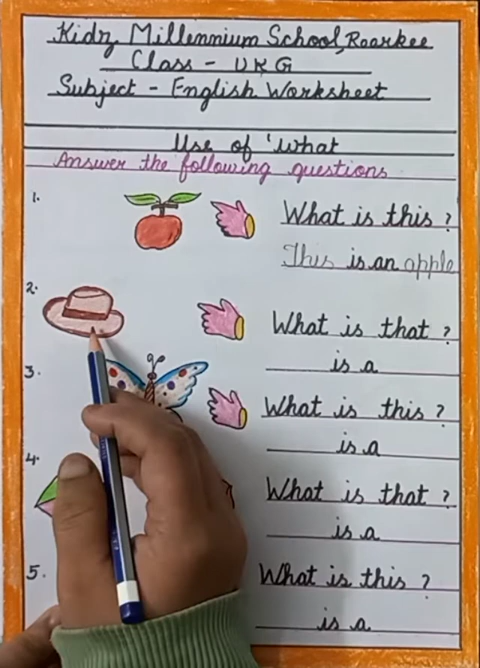 Kidz Millennium School, Roorkee
Class - U K G
Subject - English Worksheet
Use of 'what
Answer the following questions
1.
What is this ?
This is an apple
2.
What is that ?
is a
3.
What is this ?
is a
4.
What is that ?
is a
5.
What is this ?
is a